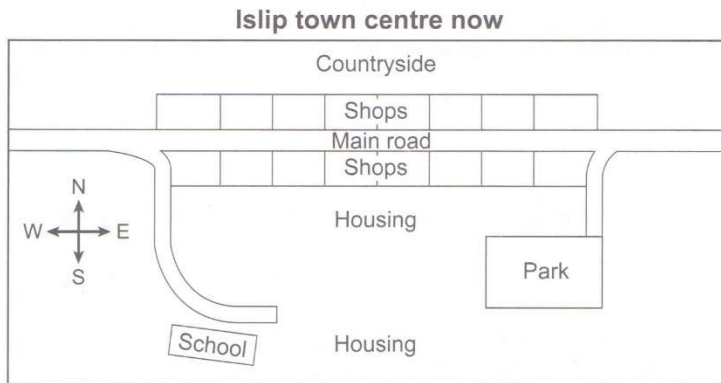 Islip town centre now
Countryside
Shops
Main road
Shops
N
W E
S
Housing
Park
School
Housing